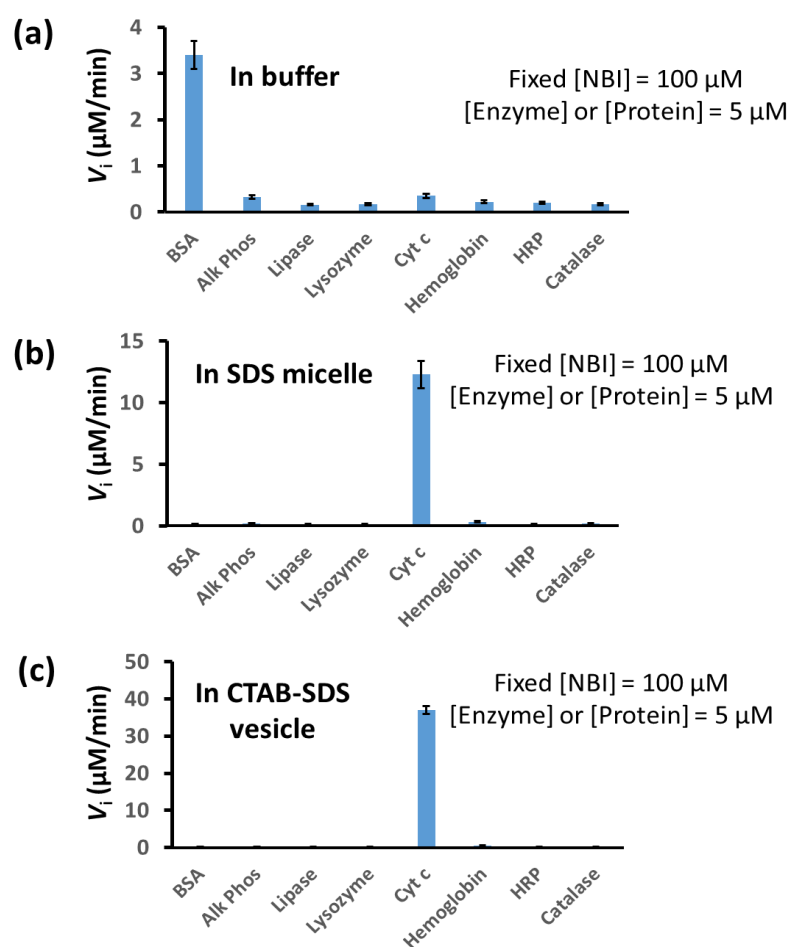 (a)
4
3
2
1
0
Vi (µM/min)
In buffer
Fixed [NBI] = 100 µM
[Enzyme] or [Protein] = 5 µM
BSA
Alk Phos
Lipase
Lysozyme
Cyt c
Hemoglobin
HRP
Catalase
(b)
15
10
5
0
Vi (µM/min)
In SDS micelle
Fixed [NBI] = 100 µM
[Enzyme] or [Protein] = 5 µM
BSA
Alk Phos
Lipase
Lysozyme
Cyt c
Hemoglobin
HRP
Catalase
(c)
50
40
30
20
10
0
Vi (µM/min)
In CTAB-SDS
vesicle
Fixed [NBI] = 100 µM
[Enzyme] or [Protein] = 5 µM
BSA
Alk Phos
Lipase
Lysozyme
Cyt c
Hemoglobin
HRP
Catalase